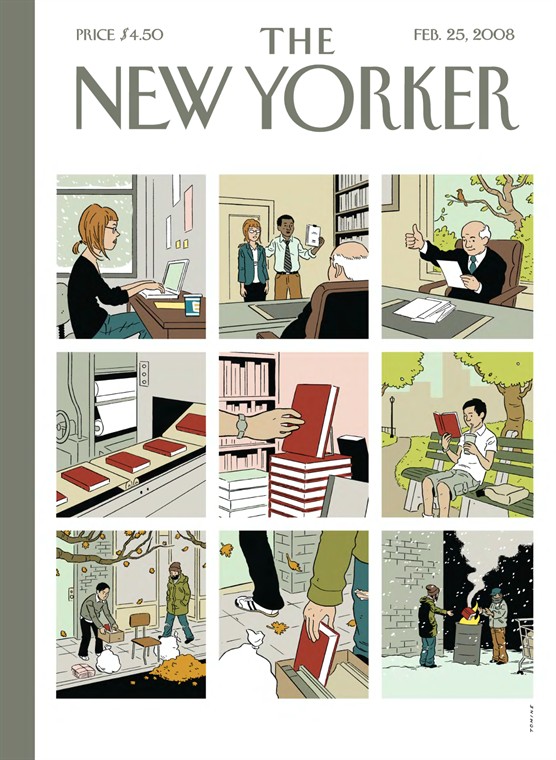 PRICE $4.50
THE
FEB. 25, 2008
NEW YORKER
TOMINE